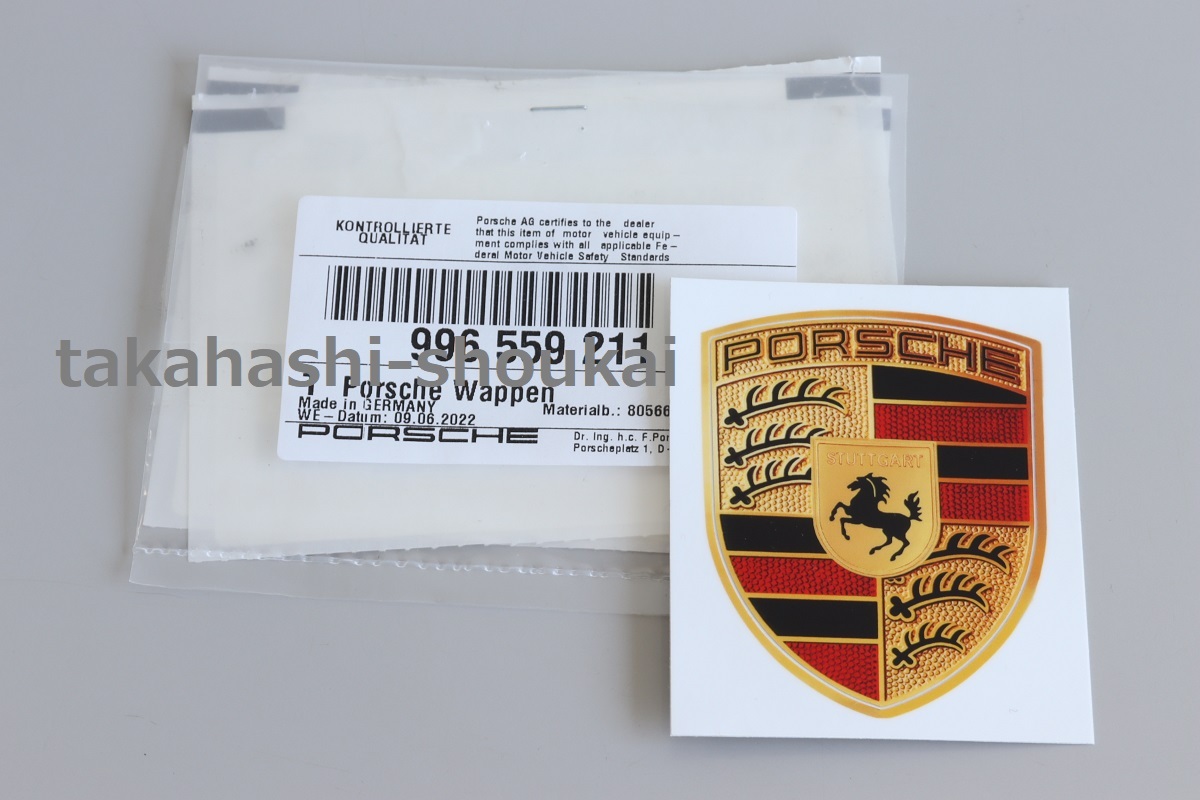 KONTROLLIERTE
QUALITÄT
Porsche AG certifies to the dealer
that this item of motor vehicle equip-
ment complies with all applicable Fe-
deral Motor Vehicle Safety Standards
996 559 211
takahashi-shoukai
1 Porsche Wappen
Made in GERMANY
Materialb.: 80566
WE-Datum: 09.06.2022
PORSCHE
Dr. Ing. h.c. F.Por
Porscheplatz 1, D-
PORSCHE
STUTTGART